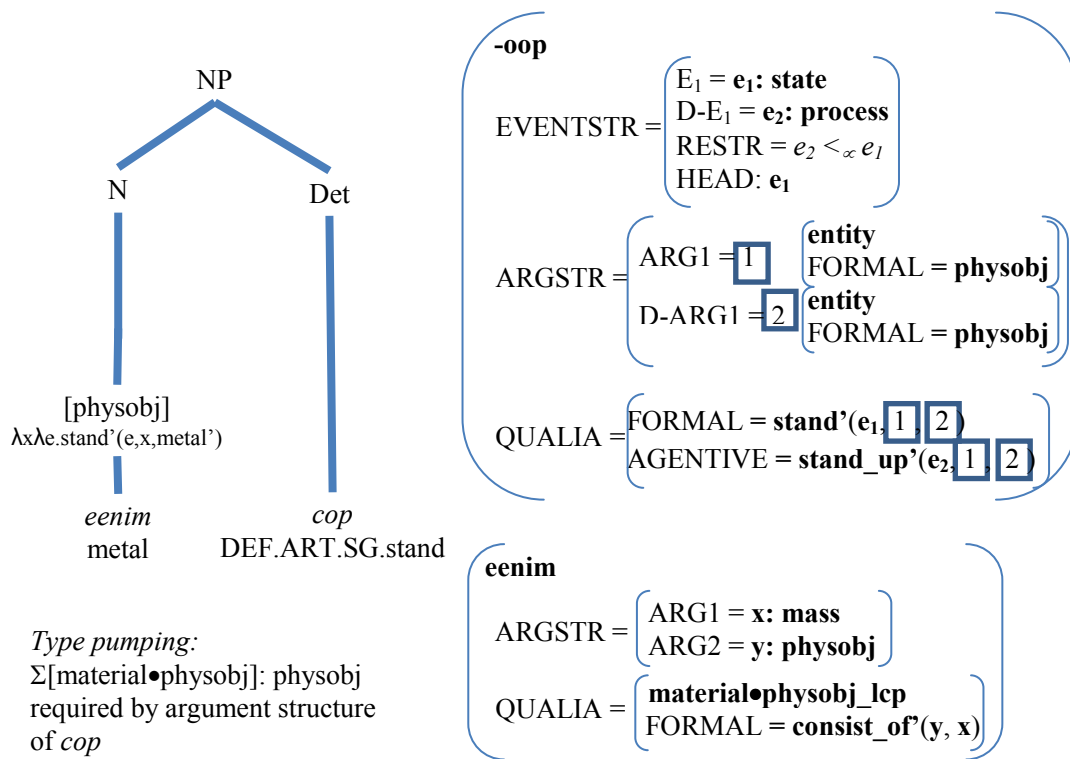 NP
N
Det
[physobj]
λxλe.stand’(e,x,metal’)
eenim
metal
cop
DEF.ART.SG.stand
Type pumping:
Σ[material•physobj]: physobj
required by argument structure
of cop
-oop
EVENTSTR =
E₁ = e₁: state
D-E₁ = e₂: process
RESTR = e₂ <∝ e₁
HEAD: e₁
ARGSTR =
ARG1 = 1
entity
FORMAL = physobj
D-ARG1 = 2
entity
FORMAL = physobj
QUALIA =
FORMAL = stand’(e₁, 1, 2)
AGENTIVE = stand_up’(e₂, 1, 2)
eenim
ARGSTR =
ARG1 = x: mass
ARG2 = y: physobj
QUALIA =
material•physobj_lcp
FORMAL = consist_of’(y, x)